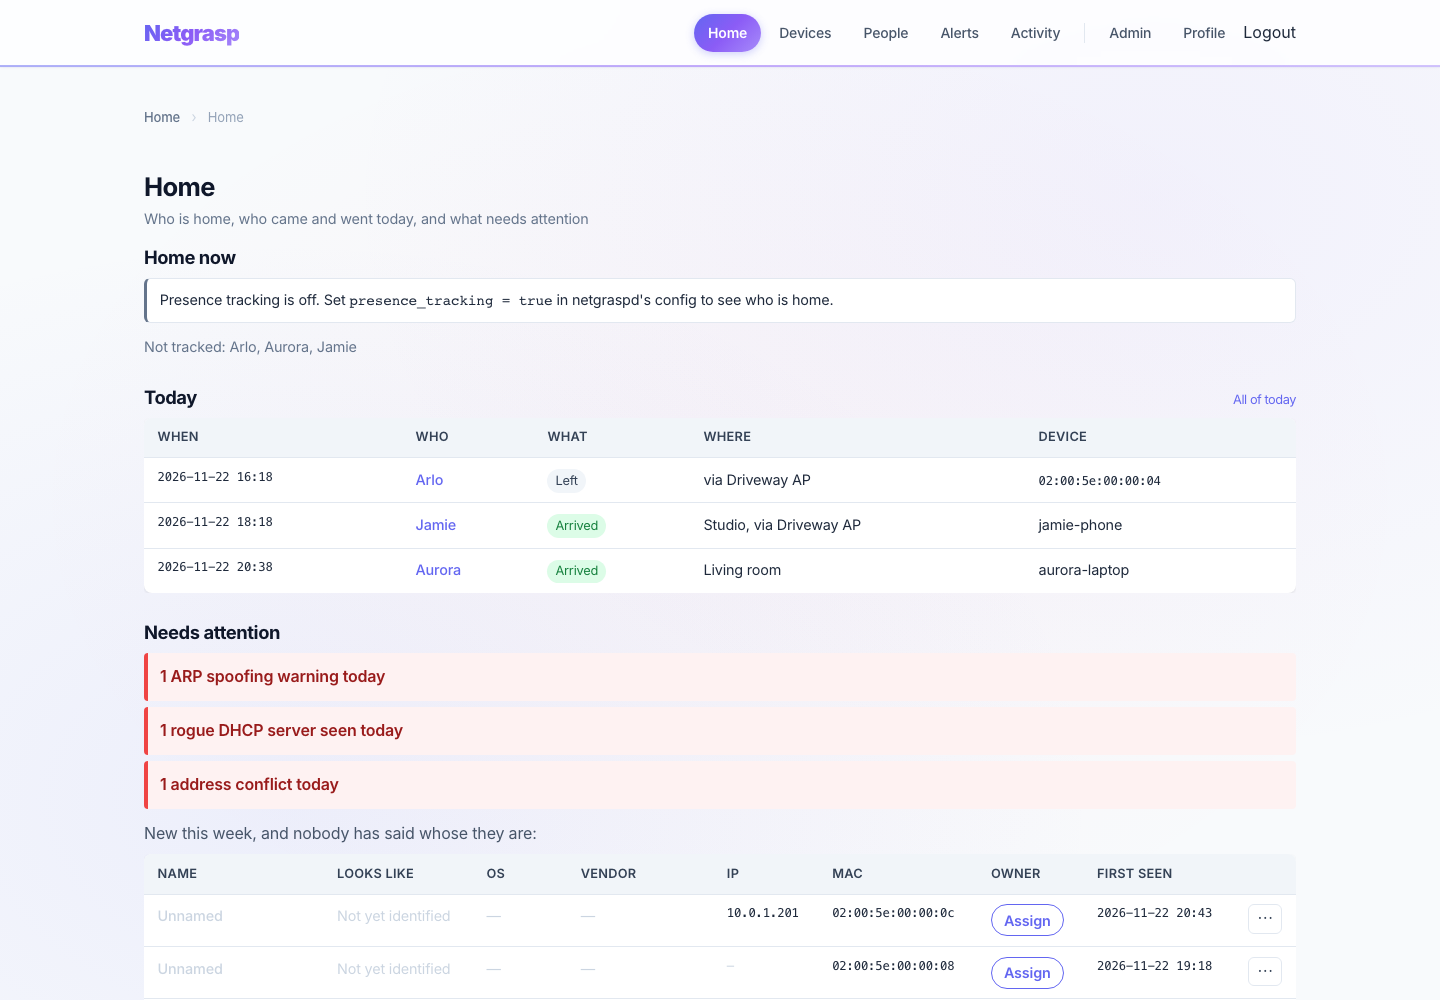 Netgrasp
Home Devices People Alerts Activity Admin Profile Logout
Home › Home
Home
Who is home, who came and went today, and what needs attention
Home now
Presence tracking is off. Set presence_tracking = true in netgraspd's config to see who is home.
Not tracked: Arlo, Aurora, Jamie
Today All of today
WHEN WHO WHAT WHERE DEVICE
2026-11-22 16:18 Arlo Left via Driveway AP 02:00:5e:00:00:04
2026-11-22 18:18 Jamie Arrived Studio, via Driveway AP jamie-phone
2026-11-22 20:38 Aurora Arrived Living room aurora-laptop
Needs attention
1 ARP spoofing warning today
1 rogue DHCP server seen today
1 address conflict today
New this week, and nobody has said whose they are:
NAME LOOKS LIKE OS VENDOR IP MAC OWNER FIRST SEEN
Unnamed Not yet identified — — 10.0.1.201 02:00:5e:00:00:0c Assign 2026-11-22 20:43 ...
Unnamed Not yet identified — — – 02:00:5e:00:00:08 Assign 2026-11-22 19:18 ...